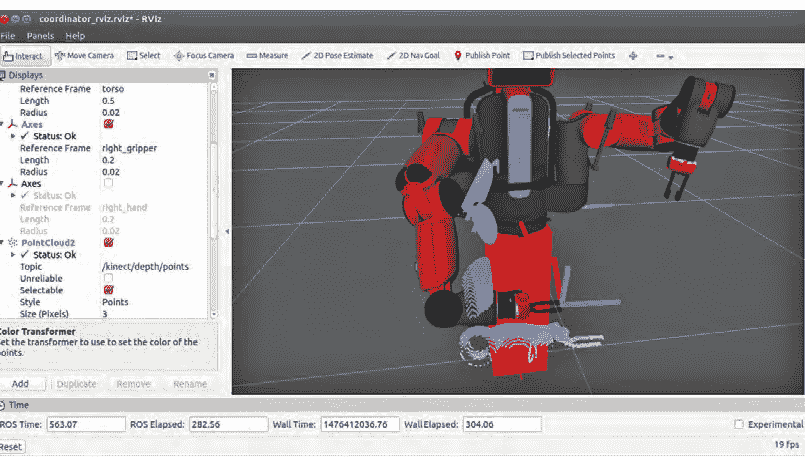 coordinator_rviz.rviz* - RViz
File Panels Help
Interact Move Camera Select Focus Camera Measure 2D Pose Estimate 2D Nav Goal Publish Point Publish Selected Points
Displays
Reference Frame torso
Length 0.5
Radius 0.02
Axes
Status: Ok
Reference Frame right_gripper
Length 0.2
Radius 0.02
Axes
Status: Ok
Reference Frame right_hand
Length 0.2
Radius 0.02
PointCloud2
Status: Ok
Topic /kinect/depth/points
Unreliable
Selectable
Style Points
Size (Pixels) 3
Color Transformer
Set the transformer to use to set the color of the
points.
Add Duplicate Remove Rename
Time
ROS Time: 563.07 ROS Elapsed: 282.56 Wall Time: 1476412036.76 Wall Elapsed: 304.06 Experimental
Reset 19 fps